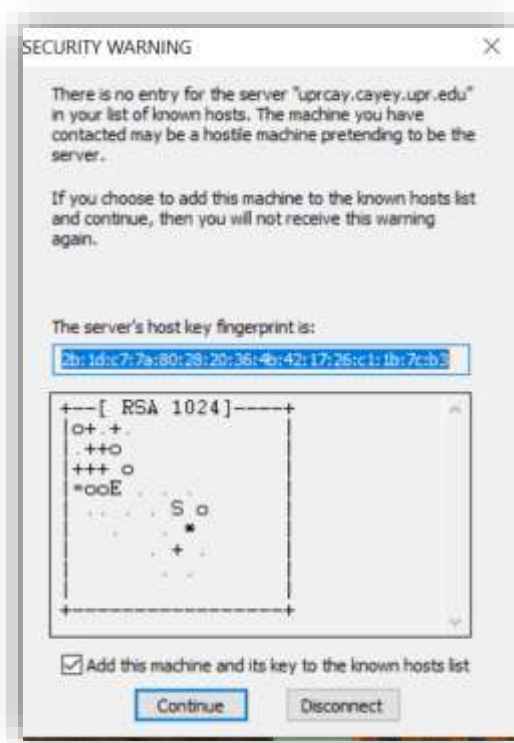 SECURITY WARNING
There is no entry for the server "uprcay.cayey.upr.edu"
in your list of known hosts. The machine you have
contacted may be a hostile machine pretending to be the
server.
If you choose to add this machine to the known hosts list
and continue, then you will not receive this warning
again.
The server's host key fingerprint is:
2b:1d:c7:7a:80:28:20:36:4b:42:17:26:c1:1b:7c:b3
+--[ RSA 1024]----+
|o+.+.            |
|.++o             |
|+++ o            |
|=ooE . . .       |
| . . . . S o     |
|   .   .  *      |
|      . + .      |
|       . .       |
|                 |
+-----------------+
Add this machine and its key to the known hosts list
Continue
Disconnect